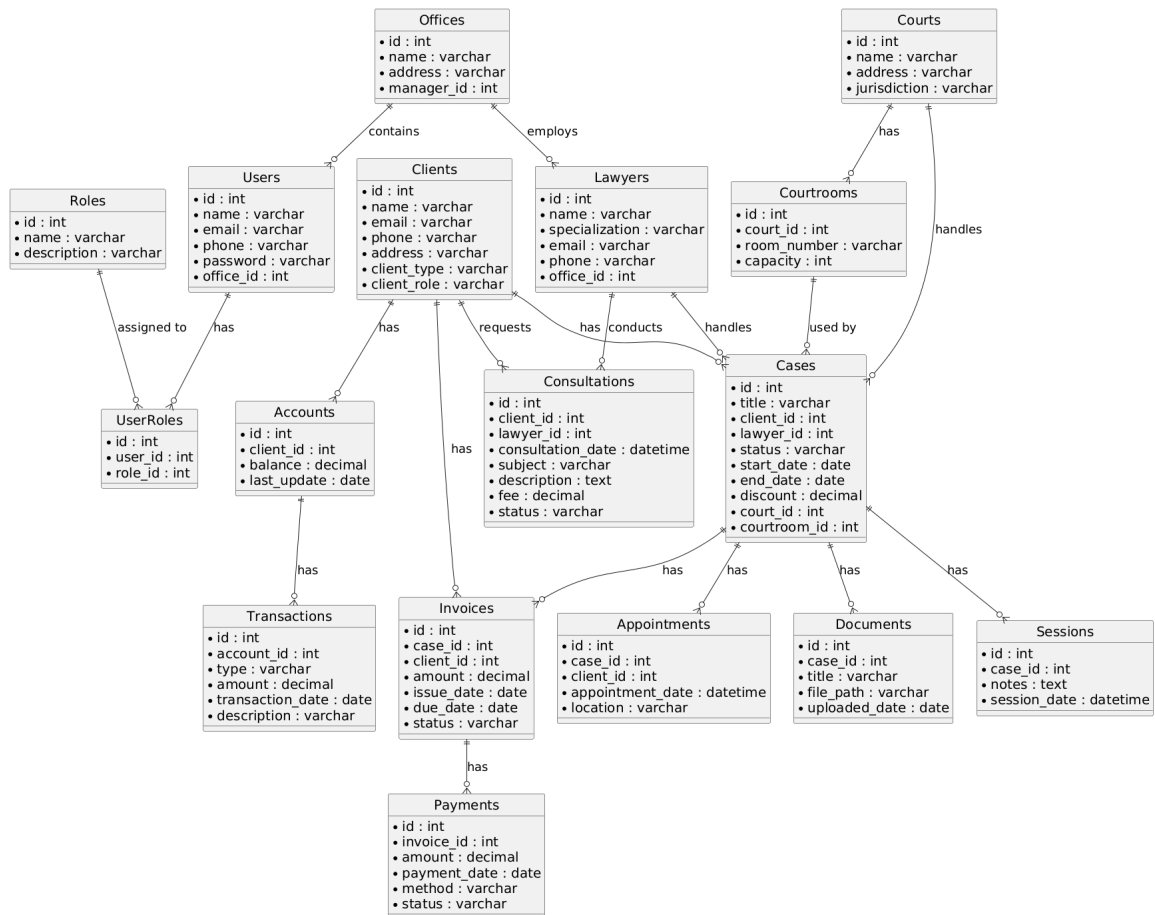 Offices
id : int
name : varchar
address : varchar
manager_id : int
Courts
id : int
name : varchar
address : varchar
jurisdiction : varchar
contains
employs
has
handles
Roles
id : int
name : varchar
description : varchar
Users
id : int
name : varchar
email : varchar
phone : varchar
password : varchar
office_id : int
Clients
id : int
name : varchar
email : varchar
phone : varchar
address : varchar
client_type : varchar
client_role : varchar
Lawyers
id : int
name : varchar
specialization : varchar
email : varchar
phone : varchar
office_id : int
Courtrooms
id : int
court_id : int
room_number : varchar
capacity : int
assigned to
has
has
requests
has
conducts
handles
used by
UserRoles
id : int
user_id : int
role_id : int
Accounts
id : int
client_id : int
balance : decimal
last_update : date
has
Consultations
id : int
client_id : int
lawyer_id : int
consultation_date : datetime
subject : varchar
description : text
fee : decimal
status : varchar
Cases
id : int
title : varchar
client_id : int
lawyer_id : int
status : varchar
start_date : date
end_date : date
discount : decimal
court_id : int
courtroom_id : int
has
has
has
has
has
Transactions
id : int
account_id : int
type : varchar
amount : decimal
transaction_date : date
description : varchar
Invoices
id : int
case_id : int
client_id : int
amount : decimal
issue_date : date
due_date : date
status : varchar
Appointments
id : int
case_id : int
client_id : int
appointment_date : datetime
location : varchar
Documents
id : int
case_id : int
title : varchar
file_path : varchar
uploaded_date : date
Sessions
id : int
case_id : int
notes : text
session_date : datetime
has
Payments
id : int
invoice_id : int
amount : decimal
payment_date : date
method : varchar
status : varchar